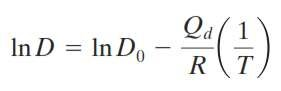 ln D = ln D₀ − Q_d/R (1/T)